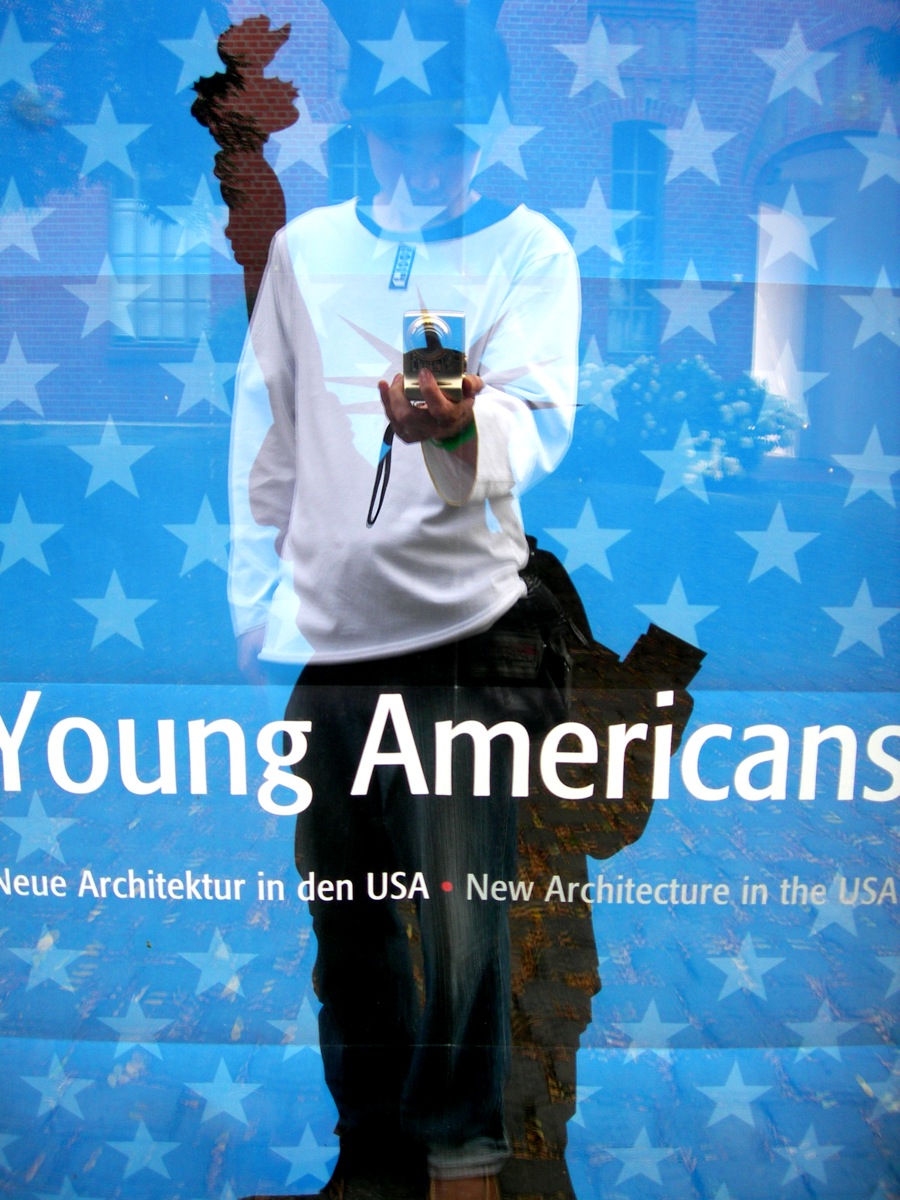 Young Americans
Neue Architektur in den USA • New Architecture in the USA